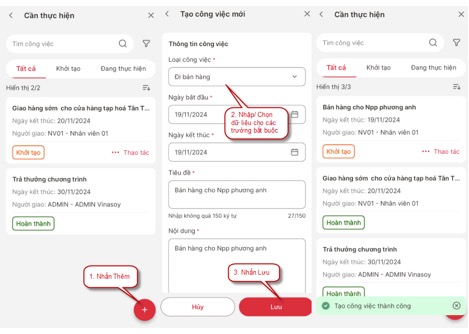 Cần thực hiện
Tìm công việc
Tất cả
Khởi tạo
Đang thực hiện
Hiển thị 2/2
Giao hàng sớm cho cửa hàng tạp hoá Tân T...
Ngày kết thúc: 20/11/2024
Người giao: NV01 - Nhân viên 01
Khởi tạo
Thao tác
Trả thưởng chương trình
Ngày kết thúc: 30/11/2024
Người giao: ADMIN - ADMIN Vinasoy
Hoàn thành
1. Nhấn Thêm
Tạo công việc mới
Thông tin công việc
Loại công việc *
Đi bán hàng
Ngày bắt đầu *
19/11/2024
2. Nhập/ Chọn
dữ liệu cho các
trường bắt buộc
Ngày kết thúc *
19/11/2024
Tiêu đề *
Bán hàng cho Npp phương anh
Nhập không quá 150 ký tự
27/150
Nội dung *
Bán hàng cho Npp phương anh
3. Nhấn Lưu
Hủy
Lưu
Cần thực hiện
Tìm công việc
Tất cả
Khởi tạo
Đang thực hiện
Hiển thị 3/3
Bán hàng cho Npp phương anh
Ngày kết thúc: 19/11/2024
Người giao: NV01 - Nhân viên 01
Khởi tạo
Thao tác
Giao hàng sớm cho cửa hàng tạp hoá Tân T...
Ngày kết thúc: 20/11/2024
Người giao: NV01 - Nhân viên 01
Hoàn thành
Trả thưởng chương trình
Ngày kết thúc: 30/11/2024
Người giao: ADMIN - ADMIN Vinasoy
Hoàn thành
Tạo công việc thành công